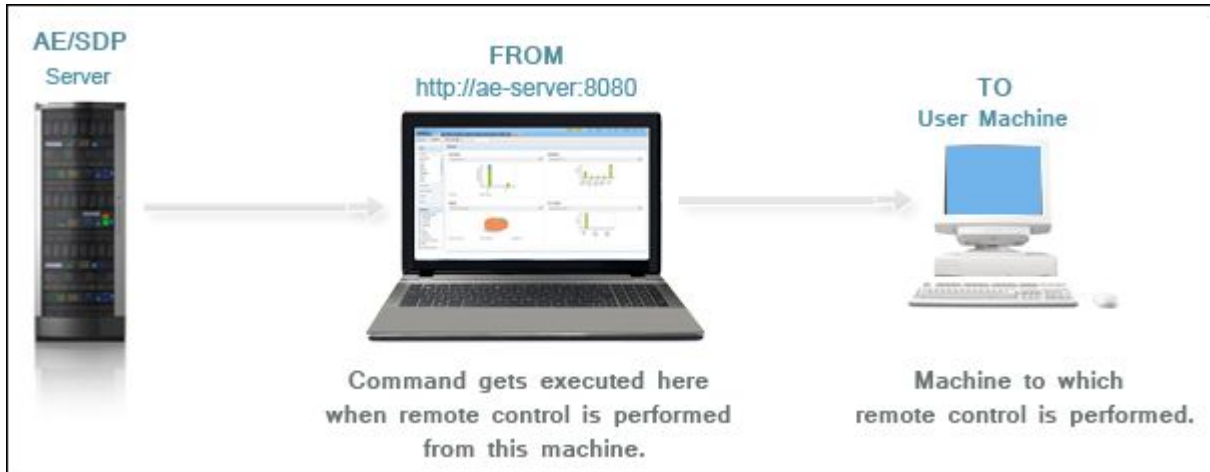 AE/SDP
Server
FROM
http://ae-server:8080
TO
User Machine
Command gets executed here
when remote control is performed
from this machine.
Machine to which
remote control is performed.